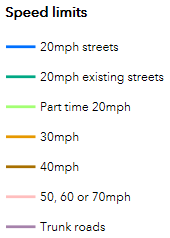 Speed limits
20mph streets
20mph existing streets
Part time 20mph
30mph
40mph
50, 60 or 70mph
Trunk roads